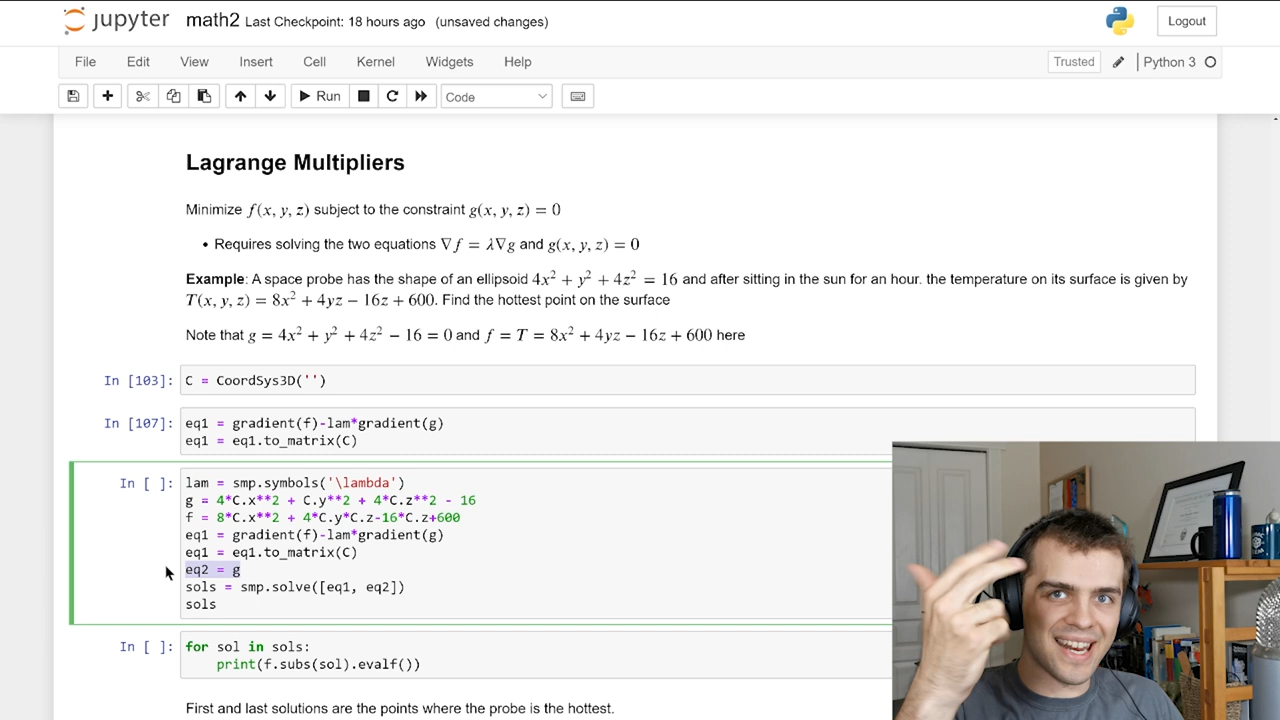 jupyter math2 Last Checkpoint: 18 hours ago (unsaved changes) Logout
File Edit View Insert Cell Kernel Widgets Help Trusted Python 3
Run Code
Lagrange Multipliers
Minimize f(x, y, z) subject to the constraint g(x, y, z) = 0
• Requires solving the two equations ∇f = λ∇g and g(x, y, z) = 0
Example: A space probe has the shape of an ellipsoid 4x² + y² + 4z² = 16 and after sitting in the sun for an hour. the temperature on its surface is given by
T(x, y, z) = 8x² + 4yz − 16z + 600. Find the hottest point on the surface
Note that g = 4x² + y² + 4z² − 16 = 0 and f = T = 8x² + 4yz − 16z + 600 here
In [103]: C = CoordSys3D('')
In [107]: eq1 = gradient(f)-lam*gradient(g)
eq1 = eq1.to_matrix(C)
In [ ]: lam = smp.symbols('\lambda')
g = 4*C.x**2 + C.y**2 + 4*C.z**2 - 16
f = 8*C.x**2 + 4*C.y*C.z-16*C.z+600
eq1 = gradient(f)-lam*gradient(g)
eq1 = eq1.to_matrix(C)
eq2 = g
sols = smp.solve([eq1, eq2])
sols
In [ ]: for sol in sols:
print(f.subs(sol).evalf())
First and last solutions are the points where the probe is the hottest.